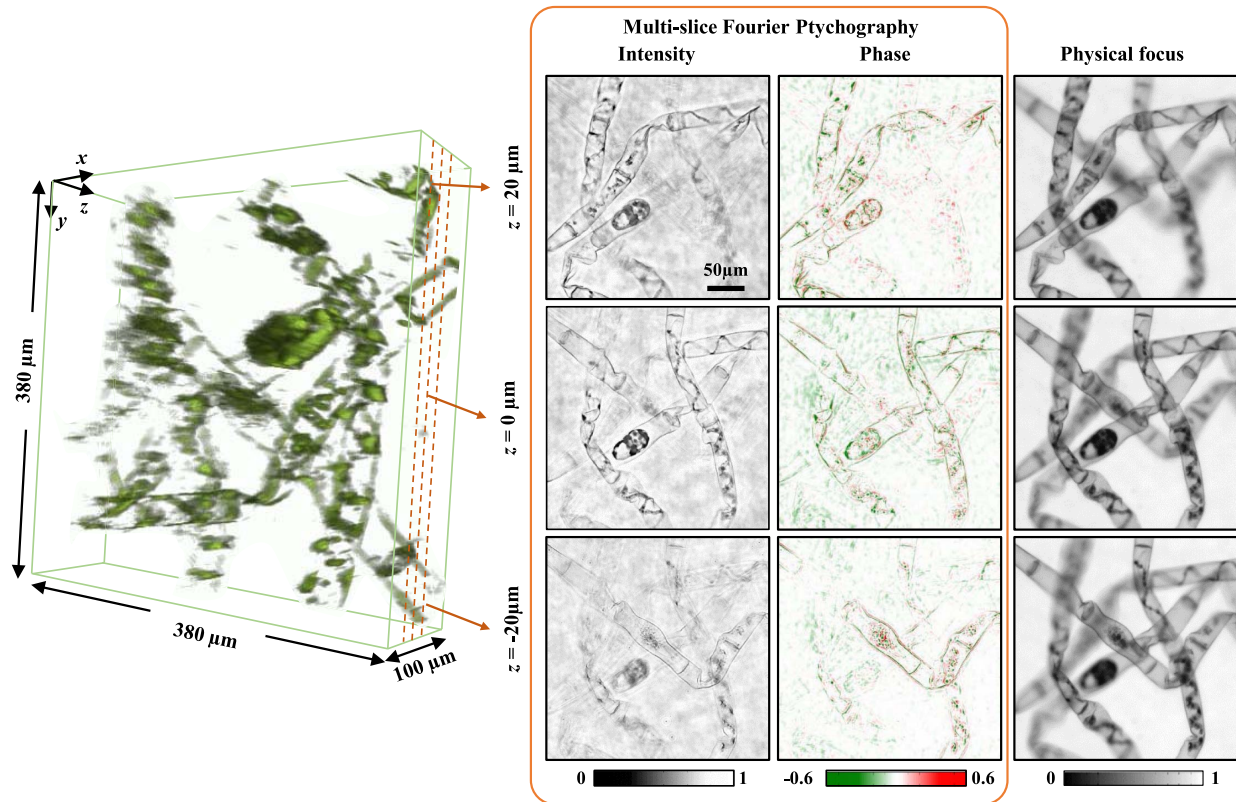 Multi-slice Fourier Ptychography
Intensity
Phase
Physical focus
x
z
y
z = 20 µm
50µm
380 µm
z = 0 µm
z = -20µm
380 µm
100 µm
0
1
-0.6
0.6
0
1